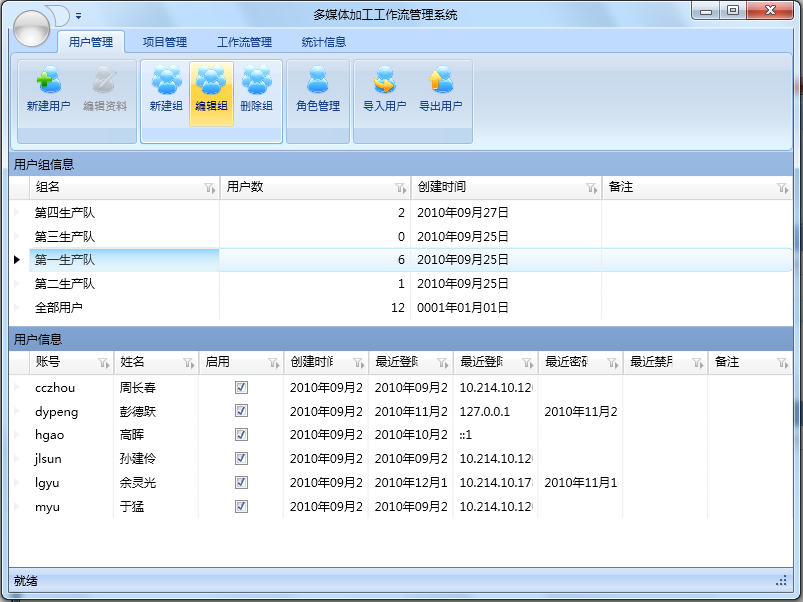 多媒体加工工作流管理系统
用户管理 项目管理 工作流管理 统计信息
新建用户 编辑资料 新建组 编辑组 删除组 角色管理 导入用户 导出用户
用户组信息
组名 用户数 创建时间 备注
第四生产队 2 2010年09月27日
第三生产队 0 2010年09月25日
第一生产队 6 2010年09月25日
第二生产队 1 2010年09月25日
全部用户 12 0001年01月01日
用户信息
账号 姓名 启用 创建时间 最近登陆 最近登陆 最近密码 最近禁用 备注
cczhou 周长春 2010年09月2 2010年09月2 10.214.10.12
dypeng 彭德跃 2010年09月2 2010年11月2 127.0.0.1 2010年11月2
hgao 高晖 2010年09月2 2010年10月2 ::1
jlsun 孙建伶 2010年09月2 2010年09月2 10.214.10.12
lgyu 余灵光 2010年09月2 2010年12月1 10.214.10.17 2010年11月1
myu 于猛 2010年09月2 2010年09月2 10.214.10.12
就绪